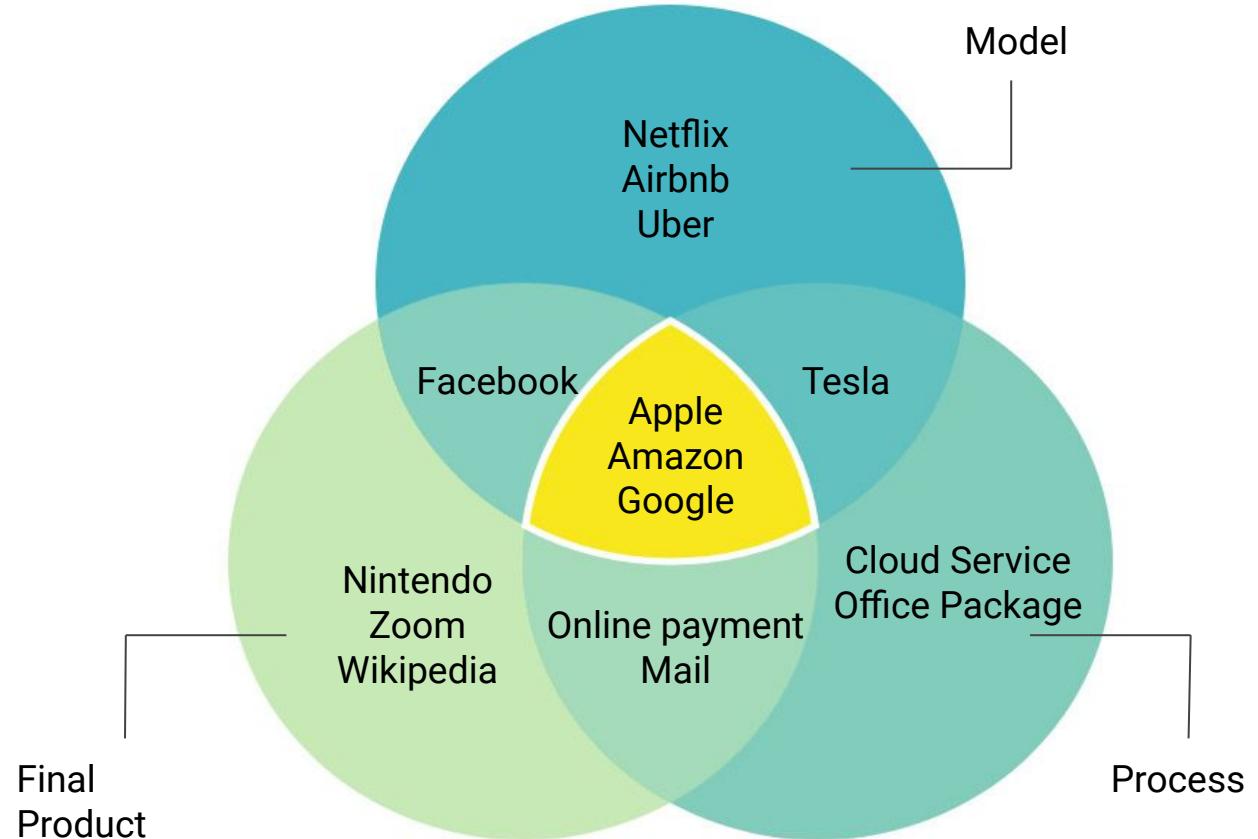 Model
Netflix
Airbnb
Uber
Facebook
Tesla
Apple
Amazon
Google
Nintendo
Zoom
Wikipedia
Online payment
Mail
Cloud Service
Office Package
Final
Product
Process